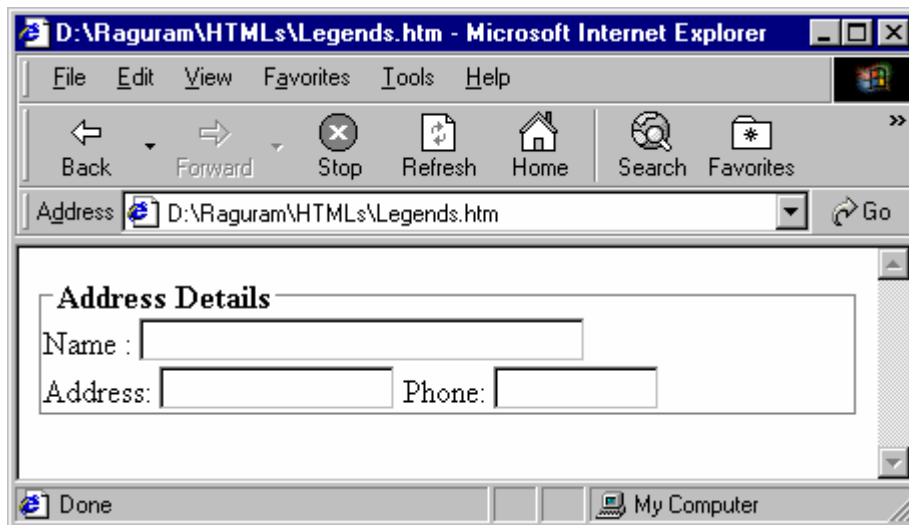 D:\Raguram\HTMLs\Legends.htm - Microsoft Internet Explorer
File Edit View Favorites Tools Help
Back Forward Stop Refresh Home Search Favorites »
Address D:\Raguram\HTMLs\Legends.htm Go
Address Details
Name :
Address: Phone:
Done My Computer